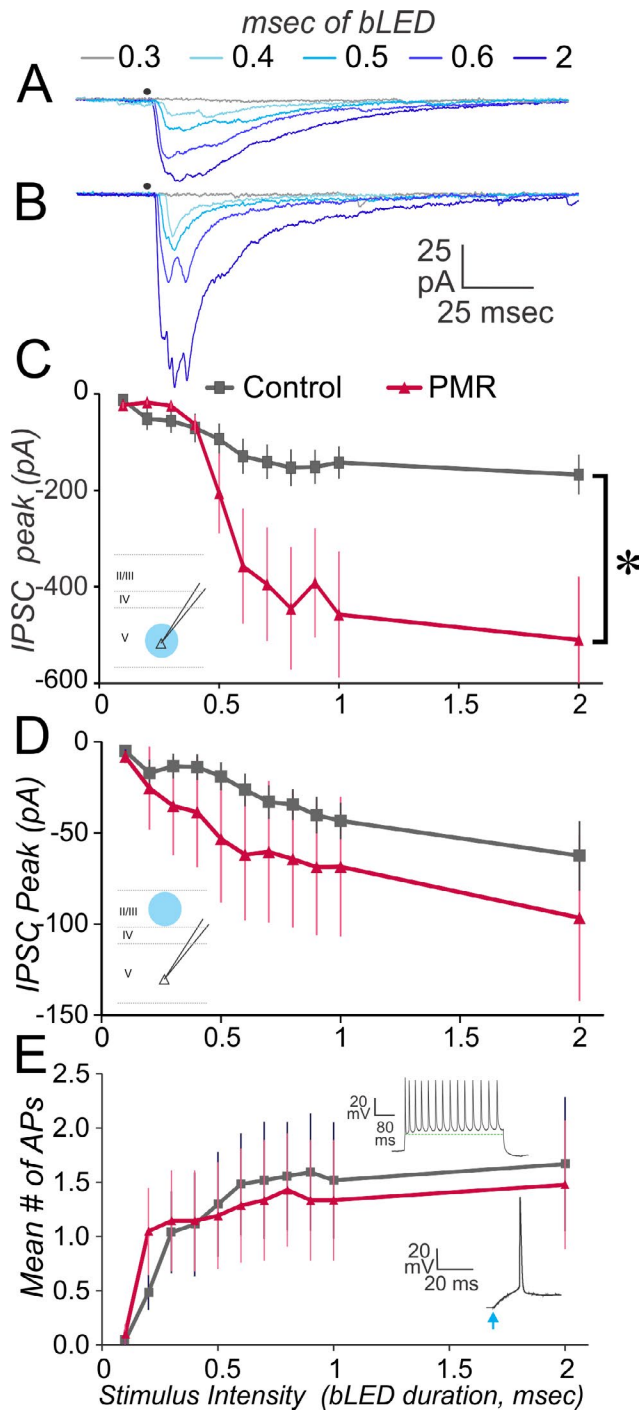 msec of bLED
0.3 0.4 0.5 0.6 2
A
B
25
pA
25 msec
C
Control PMR
IPSC peak (pA)
0
-200
-400
-600
II/III
IV
V
*
0 0.5 1 1.5 2
D
IPSC Peak (pA)
0
-50
-100
-150
II/III
IV
V
0 0.5 1 1.5 2
E
Mean # of APs
2.5
2.0
1.5
1.0
0.5
0.0
20
mV
80
ms
20
mV
20 ms
0 0.5 1 1.5 2
Stimulus Intensity (bLED duration, msec)